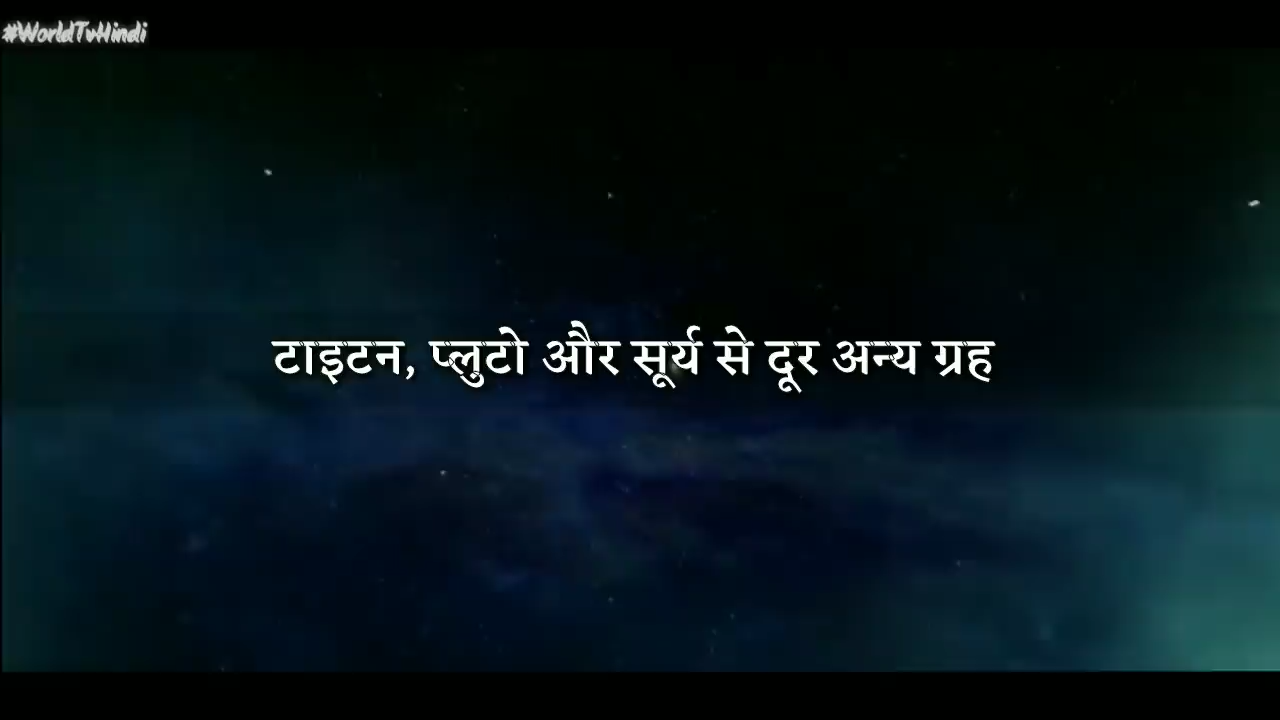 #WorldTvHindi
टाइटन, प्लुटो और सूर्य से दूर अन्य ग्रह